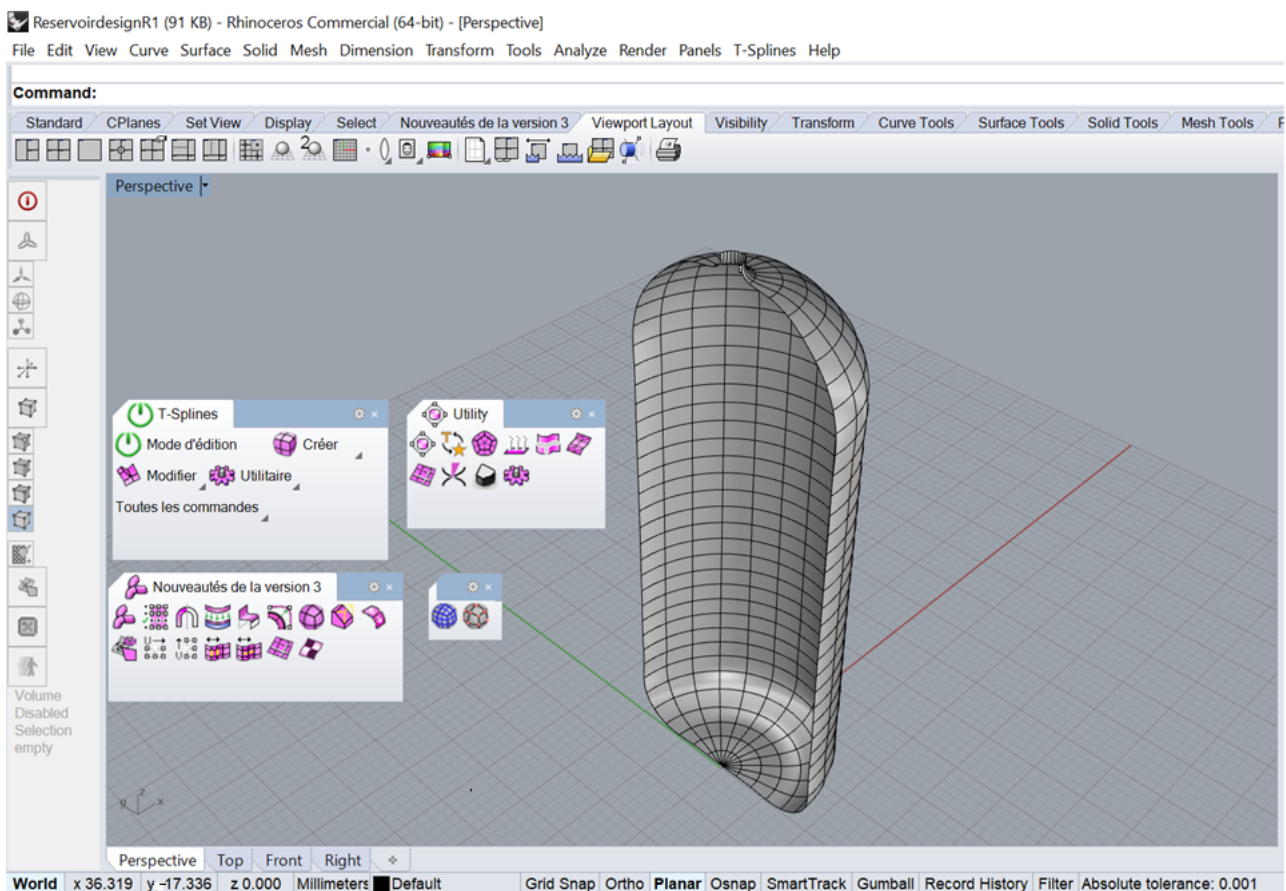 ReservoirdesignR1 (91 KB) - Rhinoceros Commercial (64-bit) - [Perspective]
File Edit View Curve Surface Solid Mesh Dimension Transform Tools Analyze Render Panels T-Splines Help
Command:
Standard CPlanes Set View Display Select Nouveautés de la version 3 Viewport Layout Visibility Transform Curve Tools Surface Tools Solid Tools Mesh Tools
Perspective
T-Splines
Mode d'édition Créer
Modifier Utilitaire
Toutes les commandes
Utility
Nouveautés de la version 3
Volume
Disabled
Selection
empty
z
y x
Perspective Top Front Right
World x 36.319 y -17.336 z 0.000 Millimeters Default Grid Snap Ortho Planar Osnap SmartTrack Gumball Record History Filter Absolute tolerance: 0.001